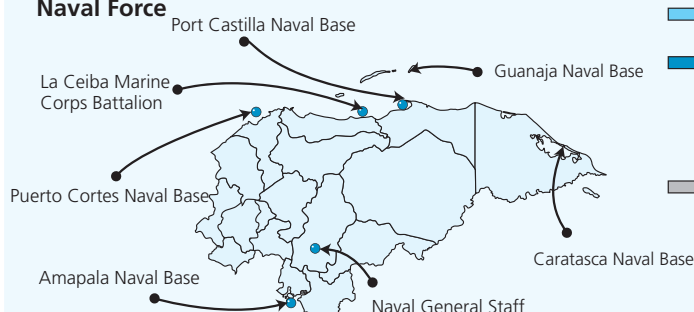 Naval Force
Port Castilla Naval Base
Guanaja Naval Base
La Ceiba Marine
Corps Battalion
Puerto Cortes Naval Base
Caratasca Naval Base
Amapala Naval Base
Naval General Staff